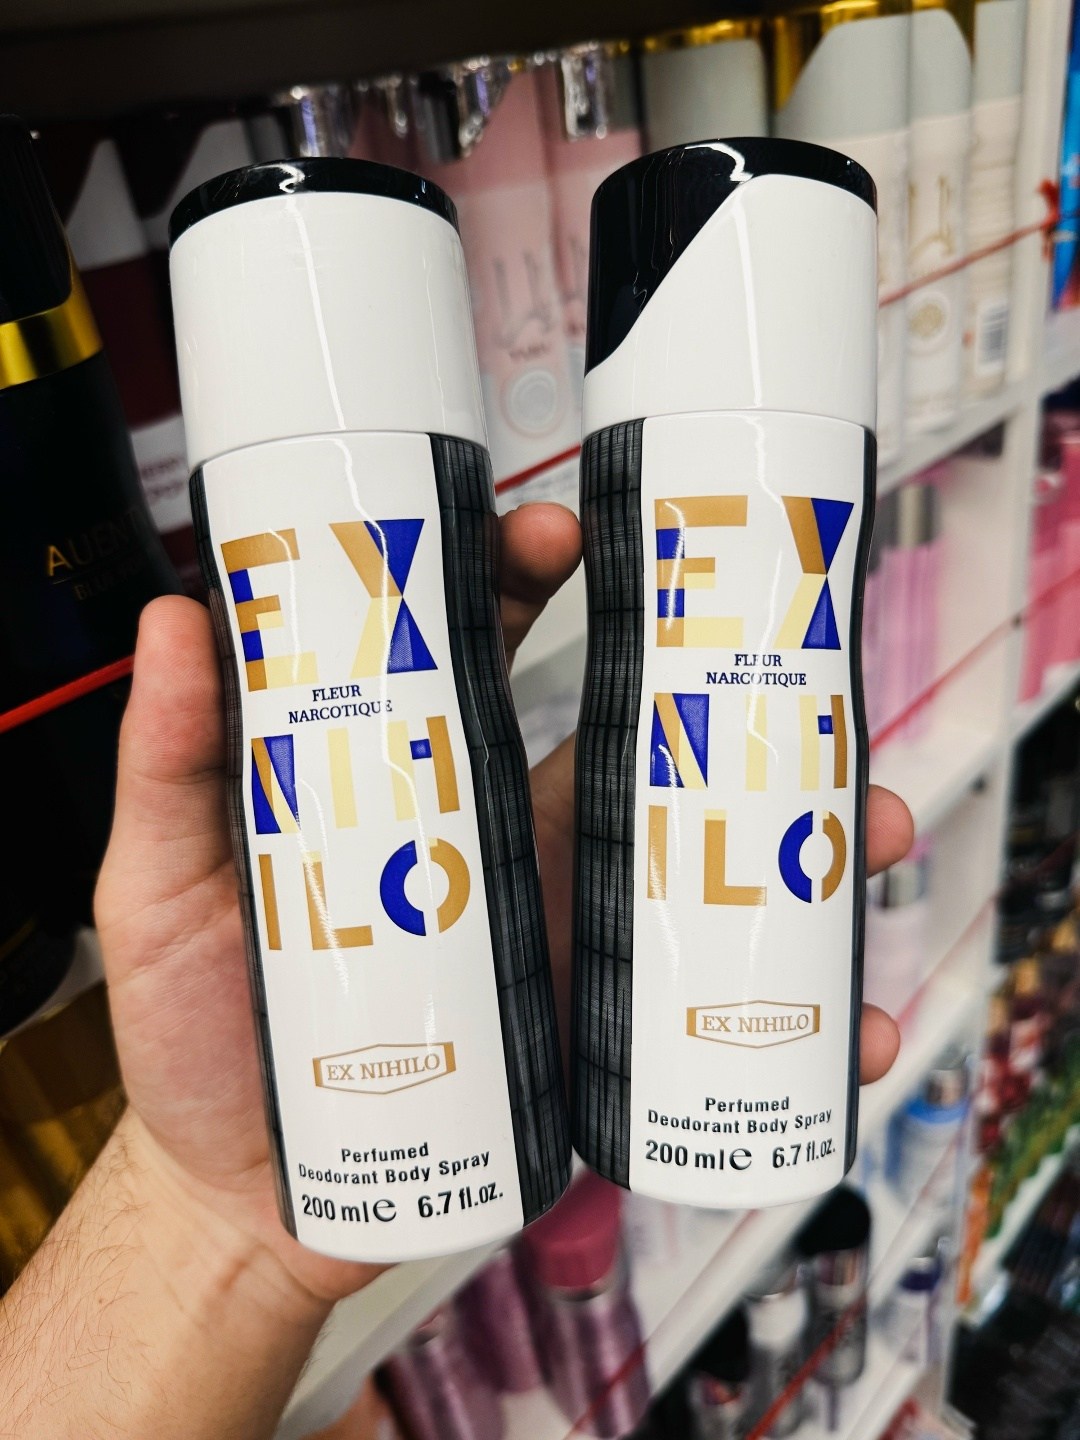 EX
FLEUR
NARCOTIQUE
NIH
ILO
EX NIHILO
Perfumed
Deodorant Body Spray
200 ml e 6.7 fl.oz.
EX
FLEUR
NARCOTIQUE
NIH
ILO
EX NIHILO
Perfumed
Deodorant Body Spray
200 ml e 6.7 fl.oz.